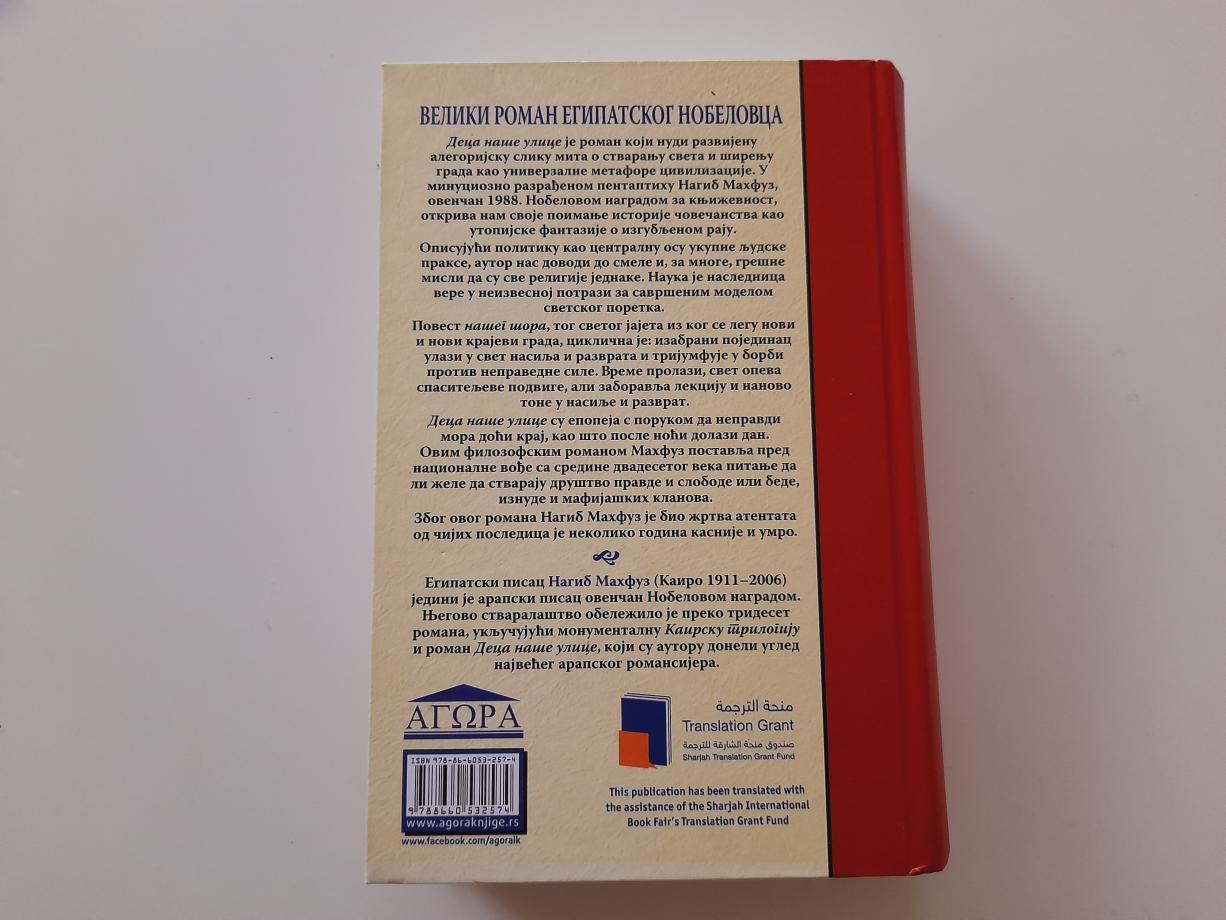 ВЕЛИКИ РОМАН ЕГИПАТСКОГ НОБЕЛОВЦА
Деца наше улице је роман који нуди развијену
алегоријску слику мита о стварању света и ширењу
града као универзалне метафоре цивилизације. У
минуциозно разрађеном пентаптиху Нагиб Махфуз,
овенчан 1988. Нобеловом наградом за књижевност,
открива нам своје поимање историје човечанства као
утопијске фантазије о изгубљеном рају.
Описујући политику као централну осу укупне људске
праксе, аутор нас доводи до смеле и, за многе, грешне
мисли да су све религије једнаке. Наука је наследница
вере у неизвесној потрази за савршеним моделом
светског поретка.
Повест нашег шора, тог светог јајета из ког се легу нови
и нови крајеви града, циклична је: изабрани појединац
улази у свет насиља и разврата и тријумфује у борби
против неправедне силе. Време пролази, свет опева
спаситељеве подвиге, али заборавља лекцију и наново
тоне у насиље и разврат.
Деца наше улице су епопеја с поруком да неправди
мора доћи крај, као што после ноћи долази дан.
Овим филозофским романом Махфуз поставља пред
националне вође са средине двадесетог века питање да
ли желе да стварају друштво правде и слободе или беде,
изнуде и мафијашких кланова.
Због овог романа Нагиб Махфуз је био жртва атентата
од чијих последица је неколико година касније и умро.
Египатски писац Нагиб Махфуз (Каиро 1911–2006)
једини је арапски писац овенчан Нобеловом наградом.
Његово стваралаштво обележило је преко тридесет
романа, укључујући монументалну Каирску трилогију
и роман Деца наше улице, који су аутору донели углед
највећег арапског романсијера.
АГΩРА
ISBN 978-86-6053-257-4
9 788660 532574
www.agoraknjige.rs
www.facebook.com/agoraik
منحة الترجمة
Translation Grant
صندوق منحة الشارقة للترجمة
Sharjah Translation Grant Fund
This publication has been translated with
the assistance of the Sharjah International
Book Fair's Translation Grant Fund